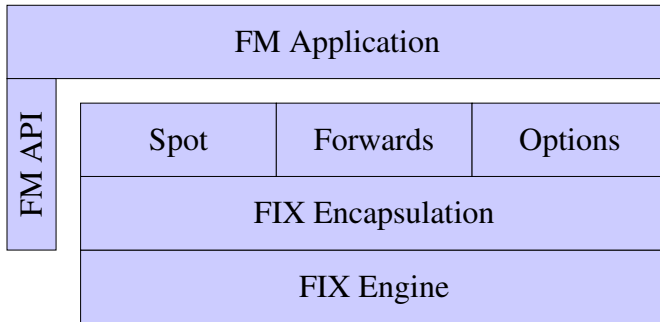 FM Application
FM API
Spot
Forwards
Options
FIX Encapsulation
FIX Engine